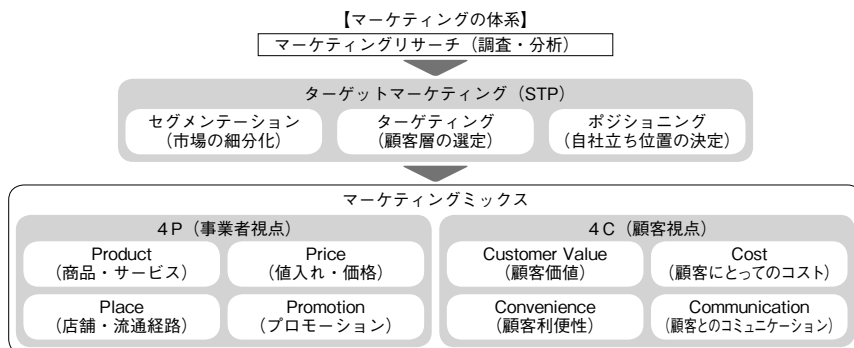 【マーケティングの体系】
マーケティングリサーチ（調査・分析）
ターゲットマーケティング（STP）
セグメンテーション
（市場の細分化）
ターゲティング
（顧客層の選定）
ポジショニング
（自社立ち位置の決定）
マーケティングミックス
4P（事業者視点）
Product
（商品・サービス）
Price
（値入れ・価格）
Place
（店舗・流通経路）
Promotion
（プロモーション）
4C（顧客視点）
Customer Value
（顧客価値）
Cost
（顧客にとってのコスト）
Convenience
（顧客利便性）
Communication
（顧客とのコミュニケーション）